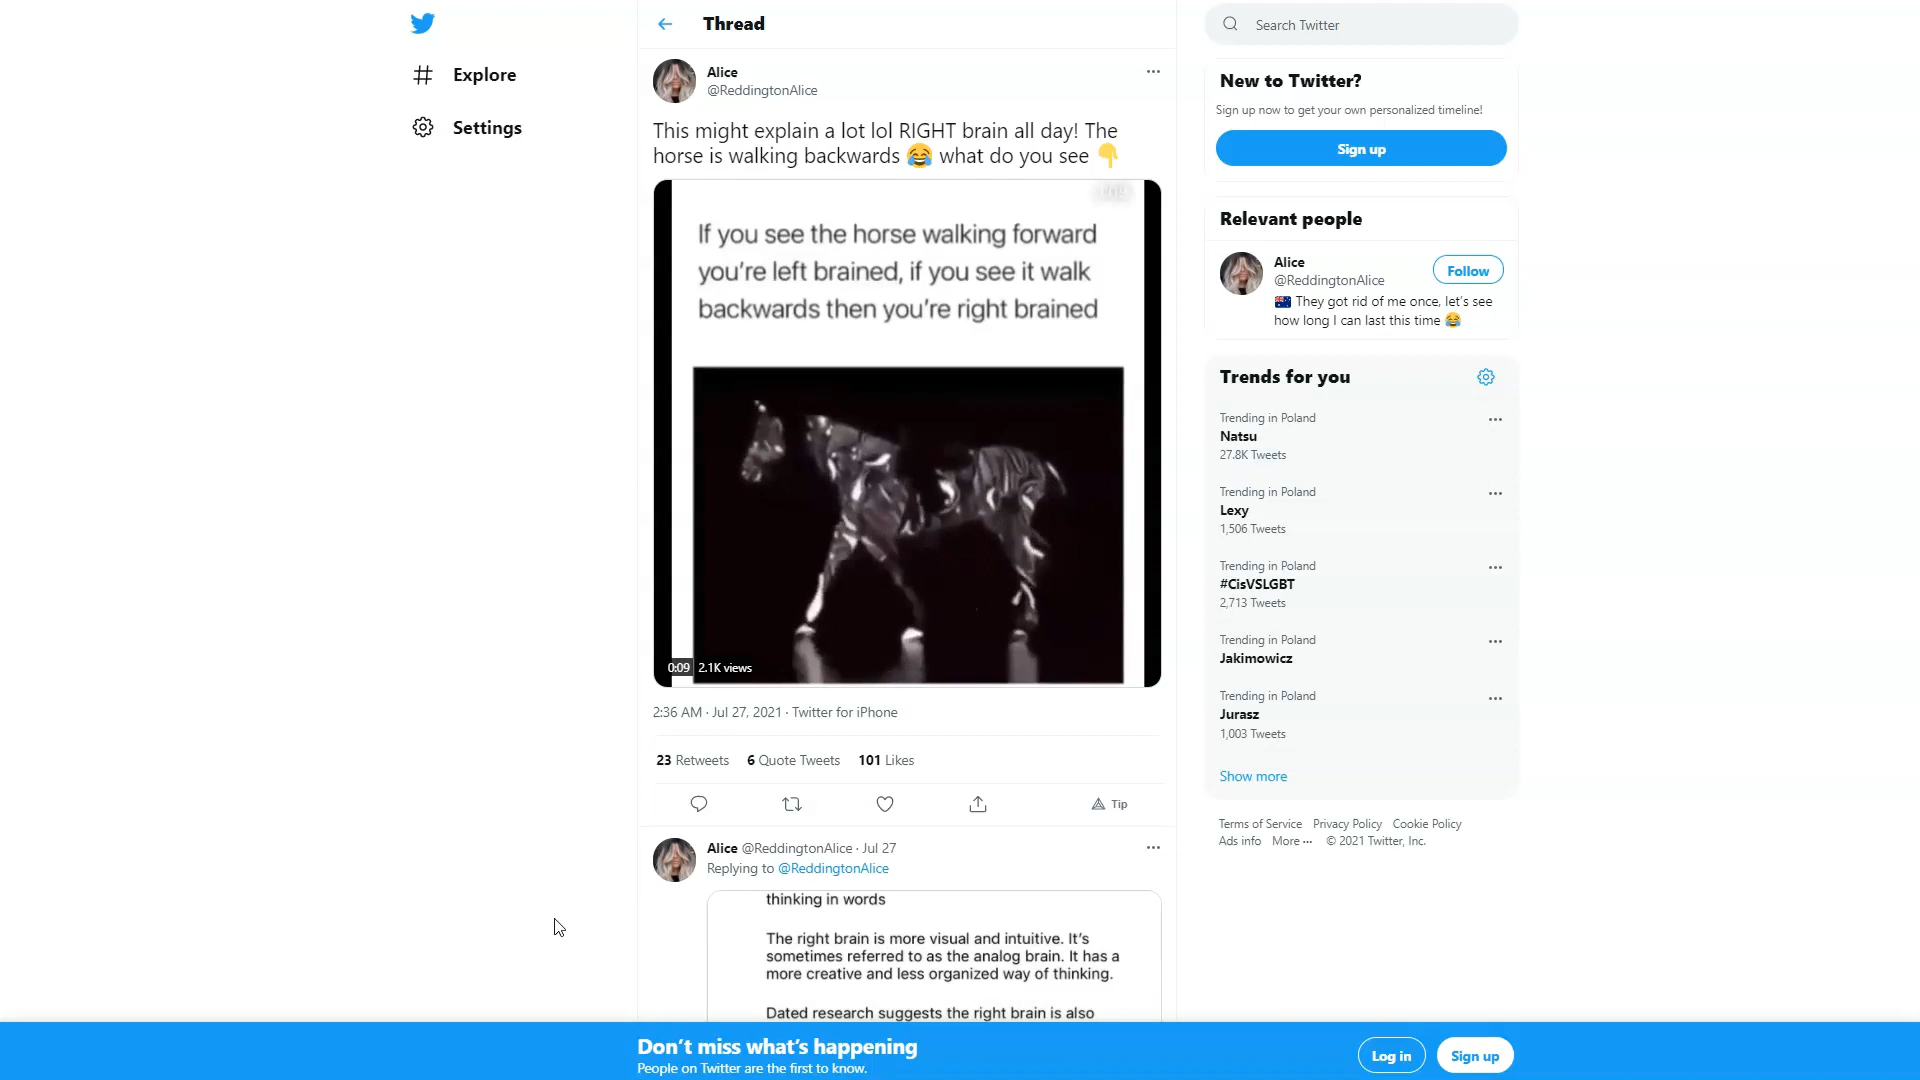 Explore
Settings
Thread
Alice
@ReddingtonAlice
This might explain a lot lol RIGHT brain all day! The
horse is walking backwards 😂 what do you see 👇
If you see the horse walking forward
you're left brained, if you see it walk
backwards then you're right brained
0:09 2.1K views
2:36 AM · Jul 27, 2021 · Twitter for iPhone
23 Retweets 6 Quote Tweets 101 Likes
Tip
Alice @ReddingtonAlice · Jul 27
Replying to @ReddingtonAlice
thinking in words
The right brain is more visual and intuitive. It's
sometimes referred to as the analog brain. It has a
more creative and less organized way of thinking.
Dated research suggests the right brain is also
Search Twitter
New to Twitter?
Sign up now to get your own personalized timeline!
Sign up
Relevant people
Alice
@ReddingtonAlice
Follow
🇦🇺 They got rid of me once, let's see
how long I can last this time 😂
Trends for you
Trending in Poland
Natsu
27.8K Tweets
Trending in Poland
Lexy
1,506 Tweets
Trending in Poland
#CisVSLGBT
2,713 Tweets
Trending in Poland
Jakimowicz
Trending in Poland
Jurasz
1,003 Tweets
Show more
Terms of Service Privacy Policy Cookie Policy
Ads info More ··· © 2021 Twitter, Inc.
Don't miss what's happening
People on Twitter are the first to know.
Log in
Sign up